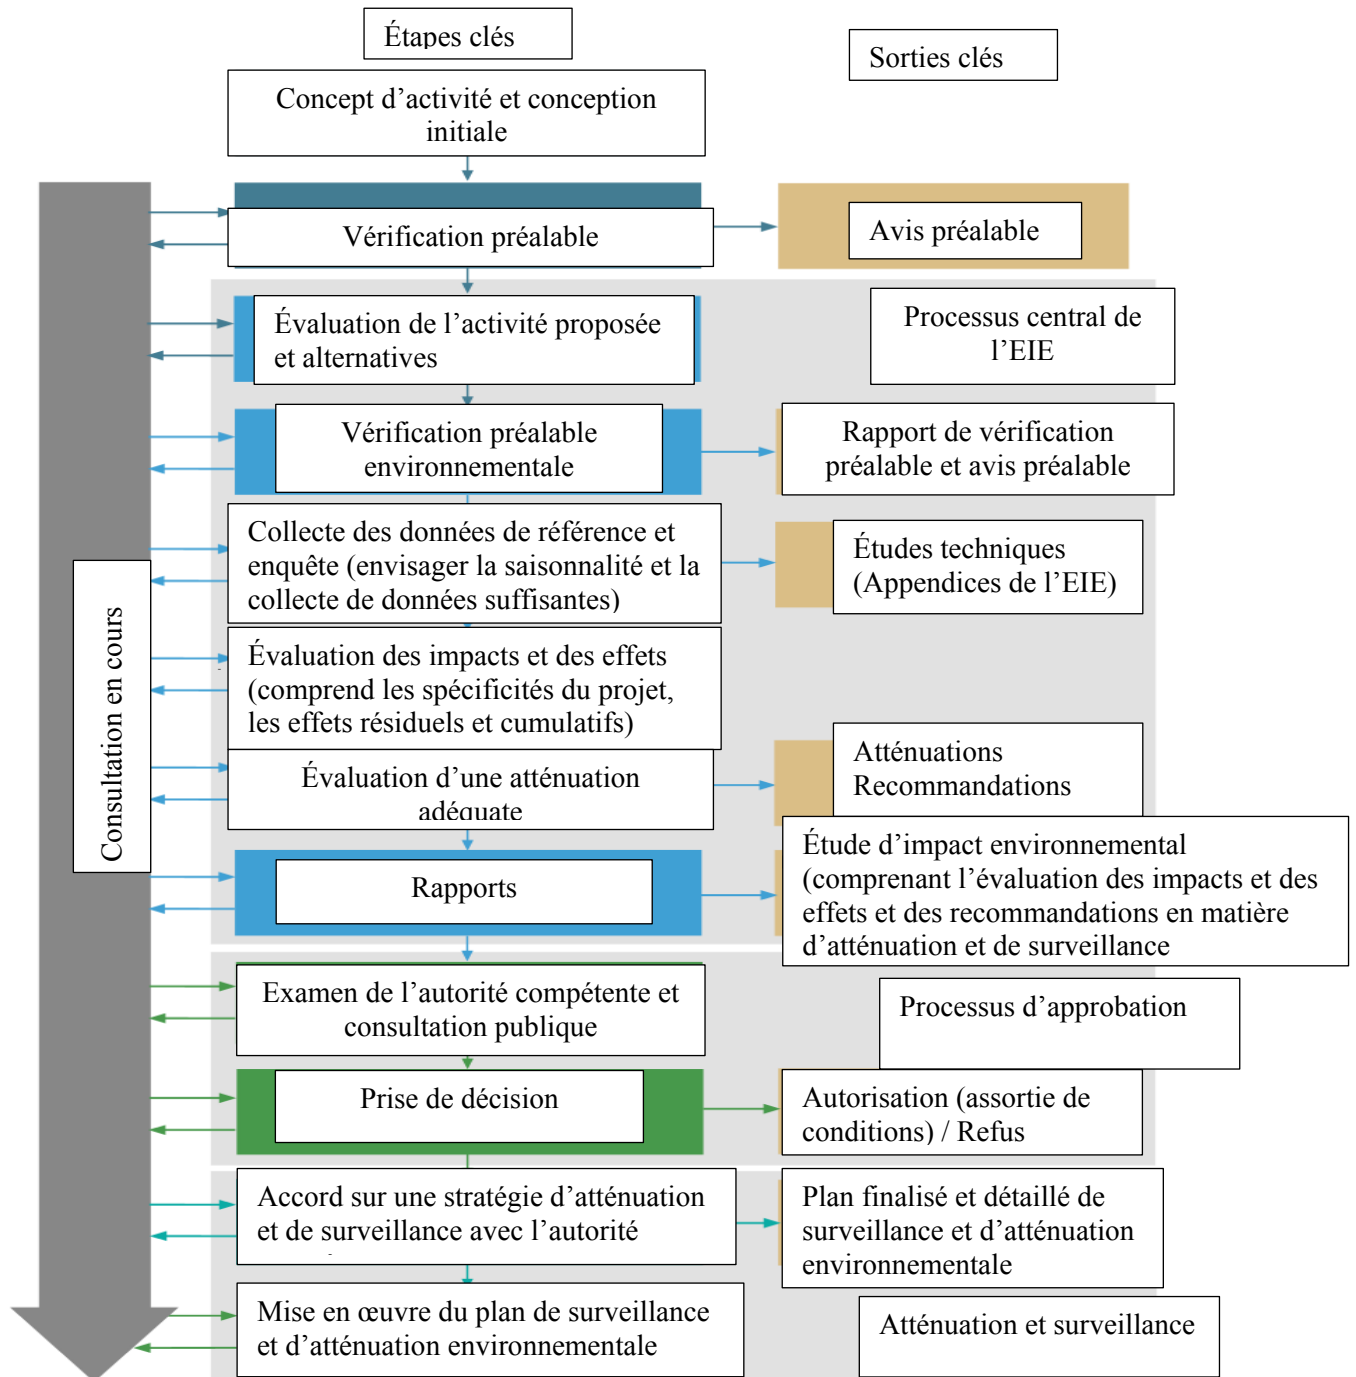 Étapes clés
Sorties clés
Concept d’activité et conception
initiale
Vérification préalable
Avis préalable
Évaluation de l’activité proposée
et alternatives
Processus central de
l’EIE
Vérification préalable
environnementale
Rapport de vérification
préalable et avis préalable
Collecte des données de référence et
enquête (envisager la saisonnalité et la
collecte de données suffisantes)
Études techniques
(Appendices de l’EIE)
Consultation en cours
Évaluation des impacts et des effets
(comprend les spécificités du projet,
les effets résiduels et cumulatifs)
Évaluation d’une atténuation
adéquate
Atténuations
Recommandations
Rapports
Étude d’impact environnemental
(comprenant l’évaluation des impacts et des
effets et des recommandations en matière
d’atténuation et de surveillance
Examen de l’autorité compétente et
consultation publique
Processus d’approbation
Prise de décision
Autorisation (assortie de
conditions) / Refus
Accord sur une stratégie d’atténuation
et de surveillance avec l’autorité
Plan finalisé et détaillé de
surveillance et d’atténuation
environnementale
Mise en œuvre du plan de surveillance
et d’atténuation environnementale
Atténuation et surveillance